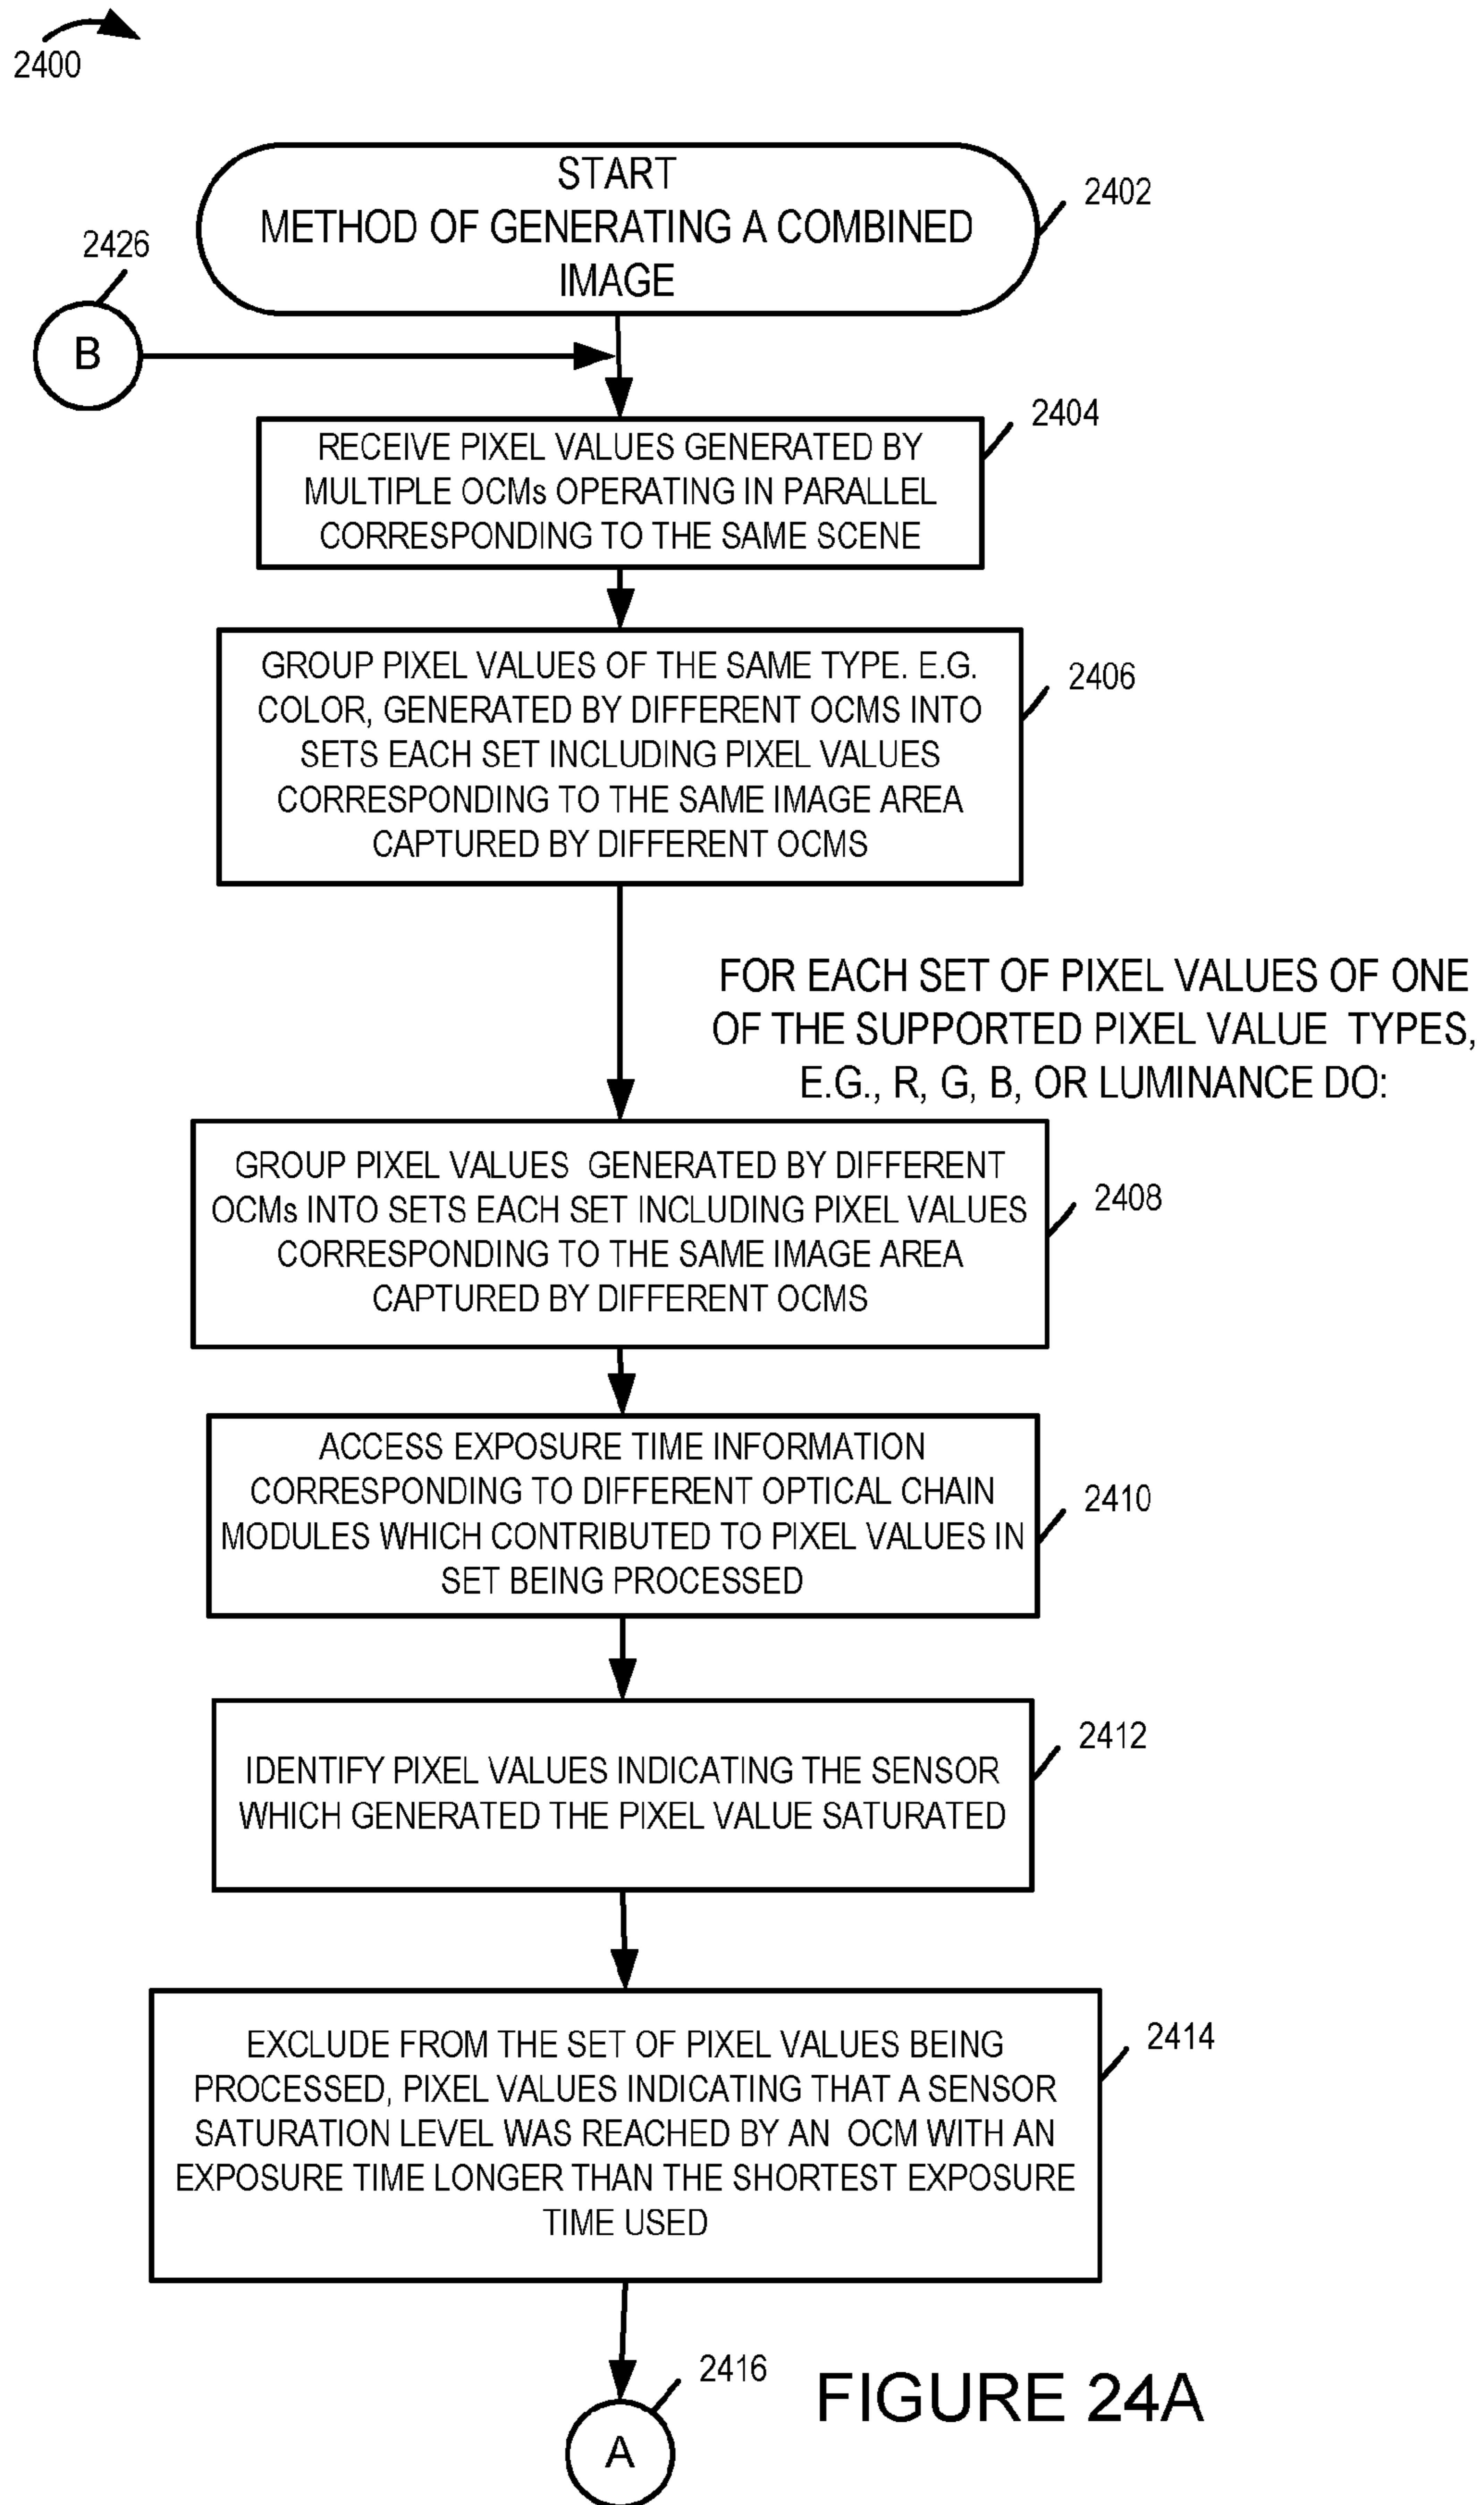 2400
START
METHOD OF GENERATING A COMBINED
IMAGE
2402
2426
B
2404
RECEIVE PIXEL VALUES GENERATED BY
MULTIPLE OCMs OPERATING IN PARALLEL
CORRESPONDING TO THE SAME SCENE
2406
GROUP PIXEL VALUES OF THE SAME TYPE. E.G.
COLOR, GENERATED BY DIFFERENT OCMS INTO
SETS EACH SET INCLUDING PIXEL VALUES
CORRESPONDING TO THE SAME IMAGE AREA
CAPTURED BY DIFFERENT OCMS
FOR EACH SET OF PIXEL VALUES OF ONE
OF THE SUPPORTED PIXEL VALUE TYPES,
E.G., R, G, B, OR LUMINANCE DO:
GROUP PIXEL VALUES GENERATED BY DIFFERENT
OCMs INTO SETS EACH SET INCLUDING PIXEL VALUES
CORRESPONDING TO THE SAME IMAGE AREA
CAPTURED BY DIFFERENT OCMS
2408
ACCESS EXPOSURE TIME INFORMATION
CORRESPONDING TO DIFFERENT OPTICAL CHAIN
MODULES WHICH CONTRIBUTED TO PIXEL VALUES IN
SET BEING PROCESSED
2410
IDENTIFY PIXEL VALUES INDICATING THE SENSOR
WHICH GENERATED THE PIXEL VALUE SATURATED
2412
EXCLUDE FROM THE SET OF PIXEL VALUES BEING
PROCESSED, PIXEL VALUES INDICATING THAT A SENSOR
SATURATION LEVEL WAS REACHED BY AN OCM WITH AN
EXPOSURE TIME LONGER THAN THE SHORTEST EXPOSURE
TIME USED
2414
2416
A
FIGURE 24A